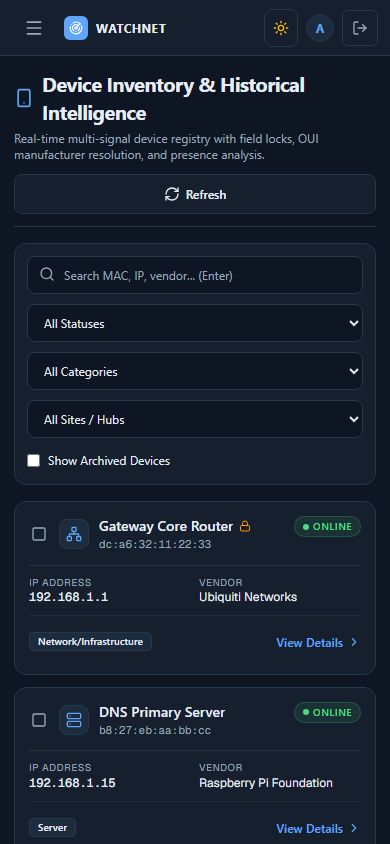 WATCHNET
A
Device Inventory & Historical
Intelligence
Real-time multi-signal device registry with field locks, OUI
manufacturer resolution, and presence analysis.
Refresh
Search MAC, IP, vendor... (Enter)
All Statuses
All Categories
All Sites / Hubs
Show Archived Devices
Gateway Core Router
ONLINE
dc:a6:32:11:22:33
IP ADDRESS
VENDOR
192.168.1.1
Ubiquiti Networks
Network/Infrastructure
View Details
DNS Primary Server
ONLINE
b8:27:eb:aa:bb:cc
IP ADDRESS
VENDOR
192.168.1.15
Raspberry Pi Foundation
Server
View Details